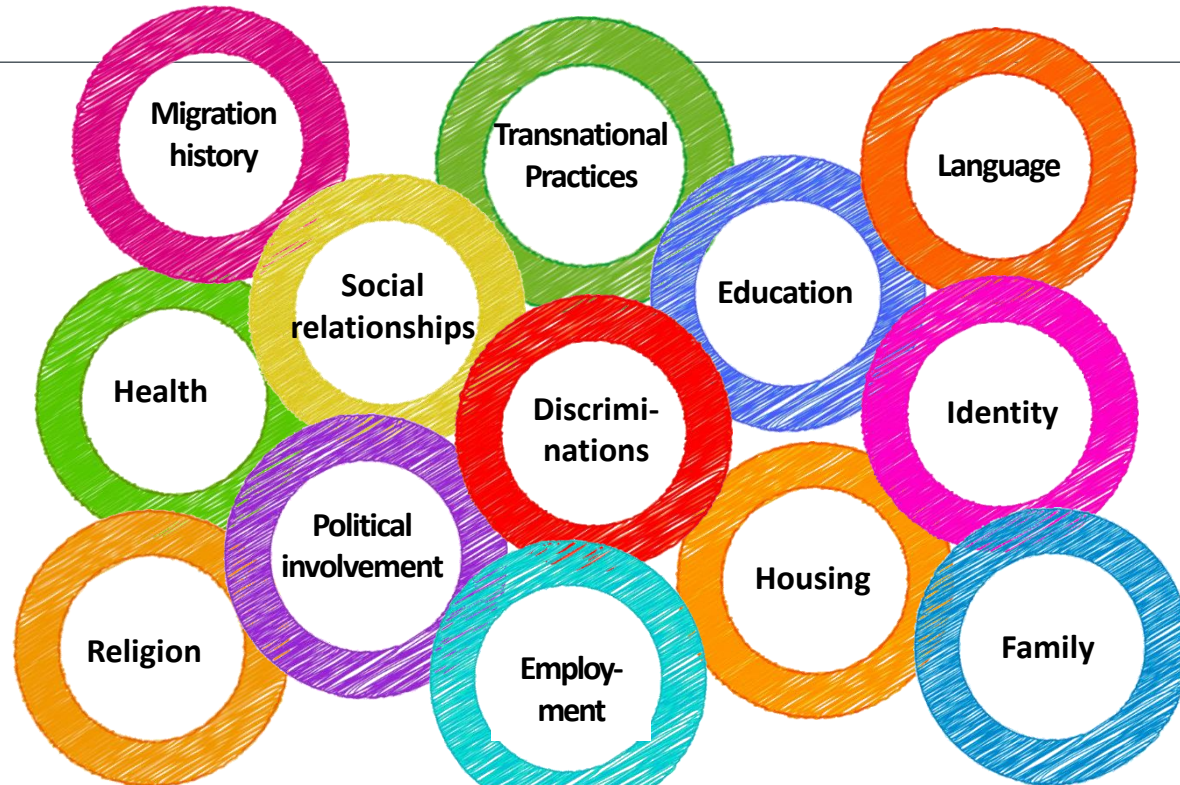 Migration
history
Transnational
Practices
Language
Social
relationships
Education
Health
Discrimi-
nations
Identity
Political
involvement
Housing
Religion
Employ-
ment
Family